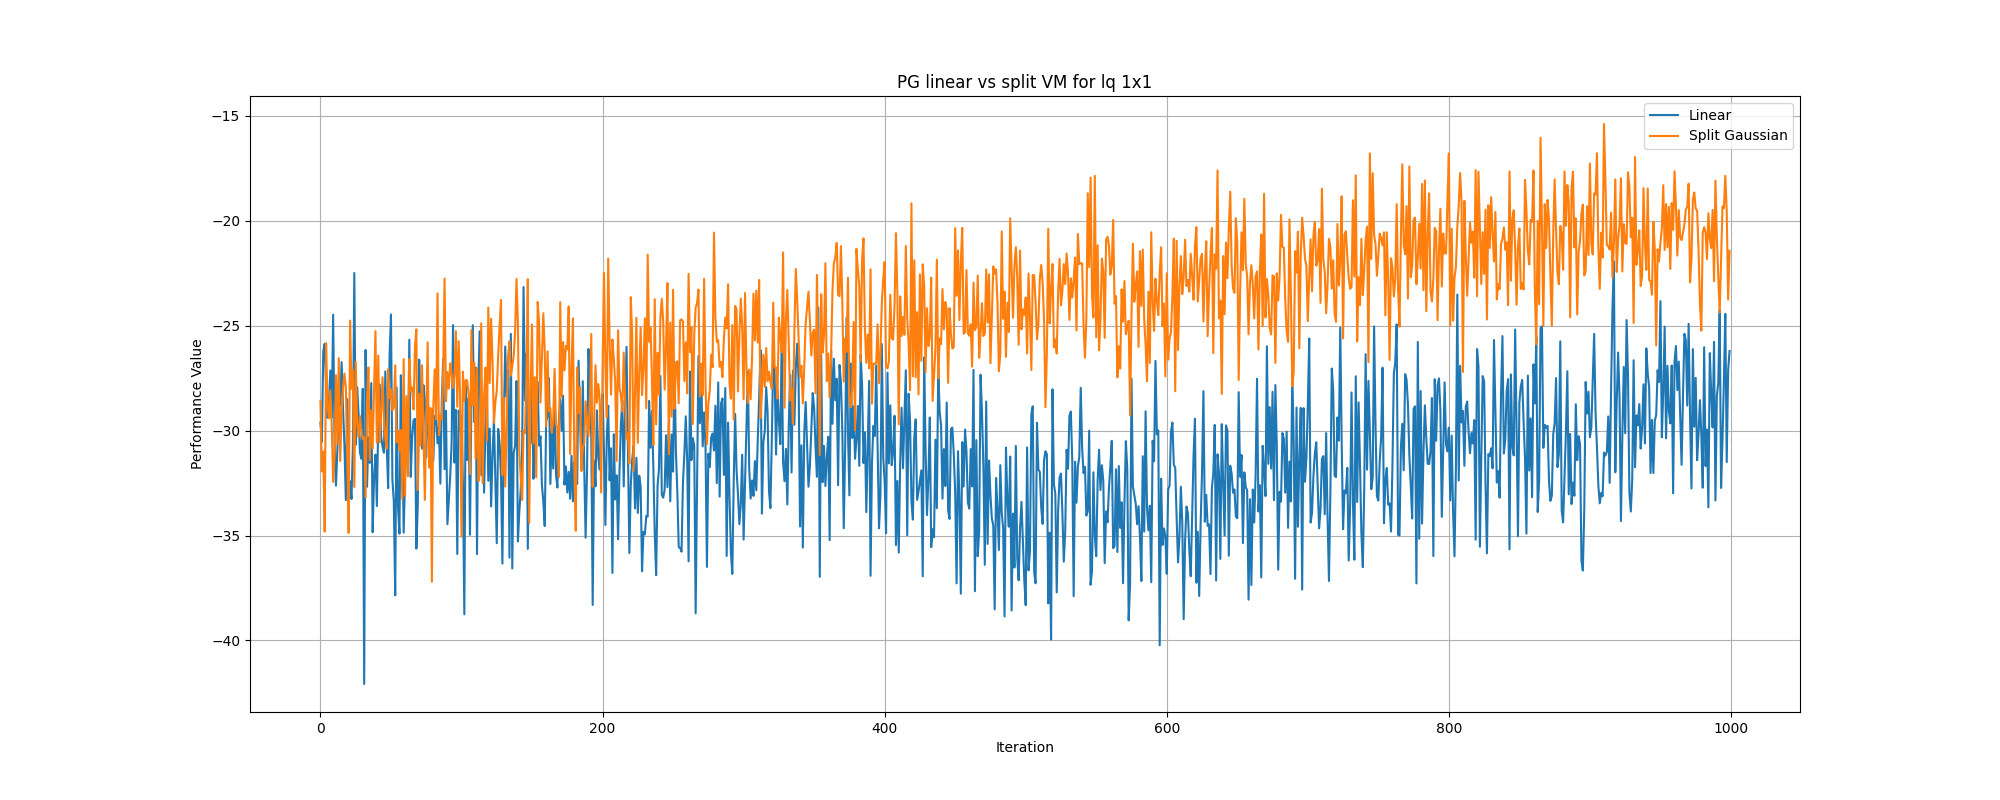 PG linear vs split VM for lq 1x1
Linear
Split Gaussian
−15
−20
−25
−30
−35
−40
Performance Value
0
200
400
600
800
1000
Iteration